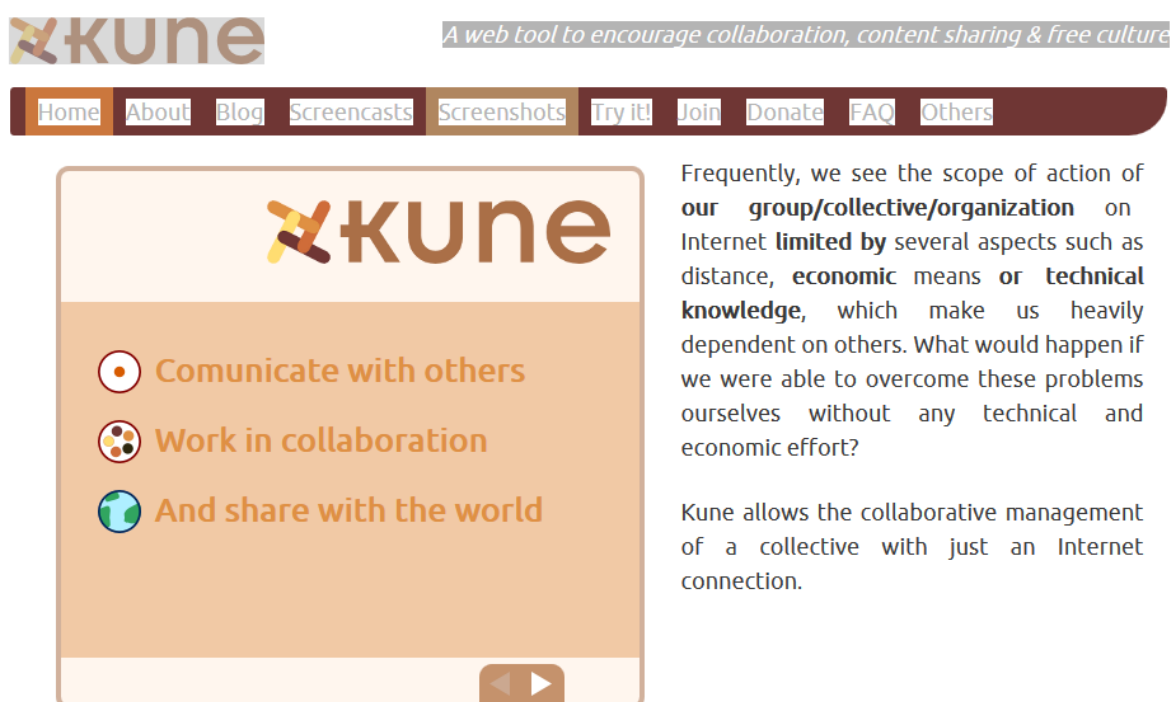 kune
A web tool to encourage collaboration, content sharing & free culture
Home About Blog Screencasts Screenshots Try it! Join Donate FAQ Others
kune
Comunicate with others
Work in collaboration
And share with the world
Frequently, we see the scope of action of
our group/collective/organization on
Internet limited by several aspects such as
distance, economic means or technical
knowledge, which make us heavily
dependent on others. What would happen if
we were able to overcome these problems
ourselves without any technical and
economic effort?
Kune allows the collaborative management
of a collective with just an Internet
connection.